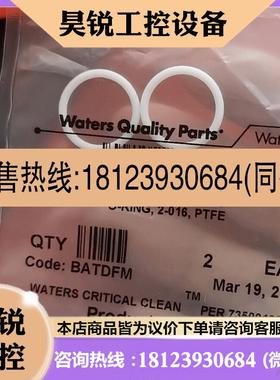 昊锐工控设备
Waters Quality Parts
Wat
售热线:18123930684(同
O-RING, 2-016, PTFE
QTY
2
EA
Code: BATDFM
Mar 19, 2
WATERS CRITICAL CLEAN™
锐
控
本店商品皆为议价下单请咨询客服
咨询热线:18123930684 (微